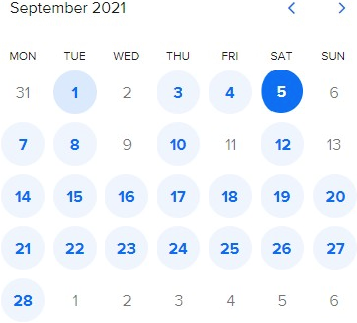 September 2021
MON TUE WED THU FRI SAT SUN
31 1 2 3 4 5 6
7 8 9 10 11 12 13
14 15 16 17 18 19 20
21 22 23 24 25 26 27
28 1 2 3 4 5 6